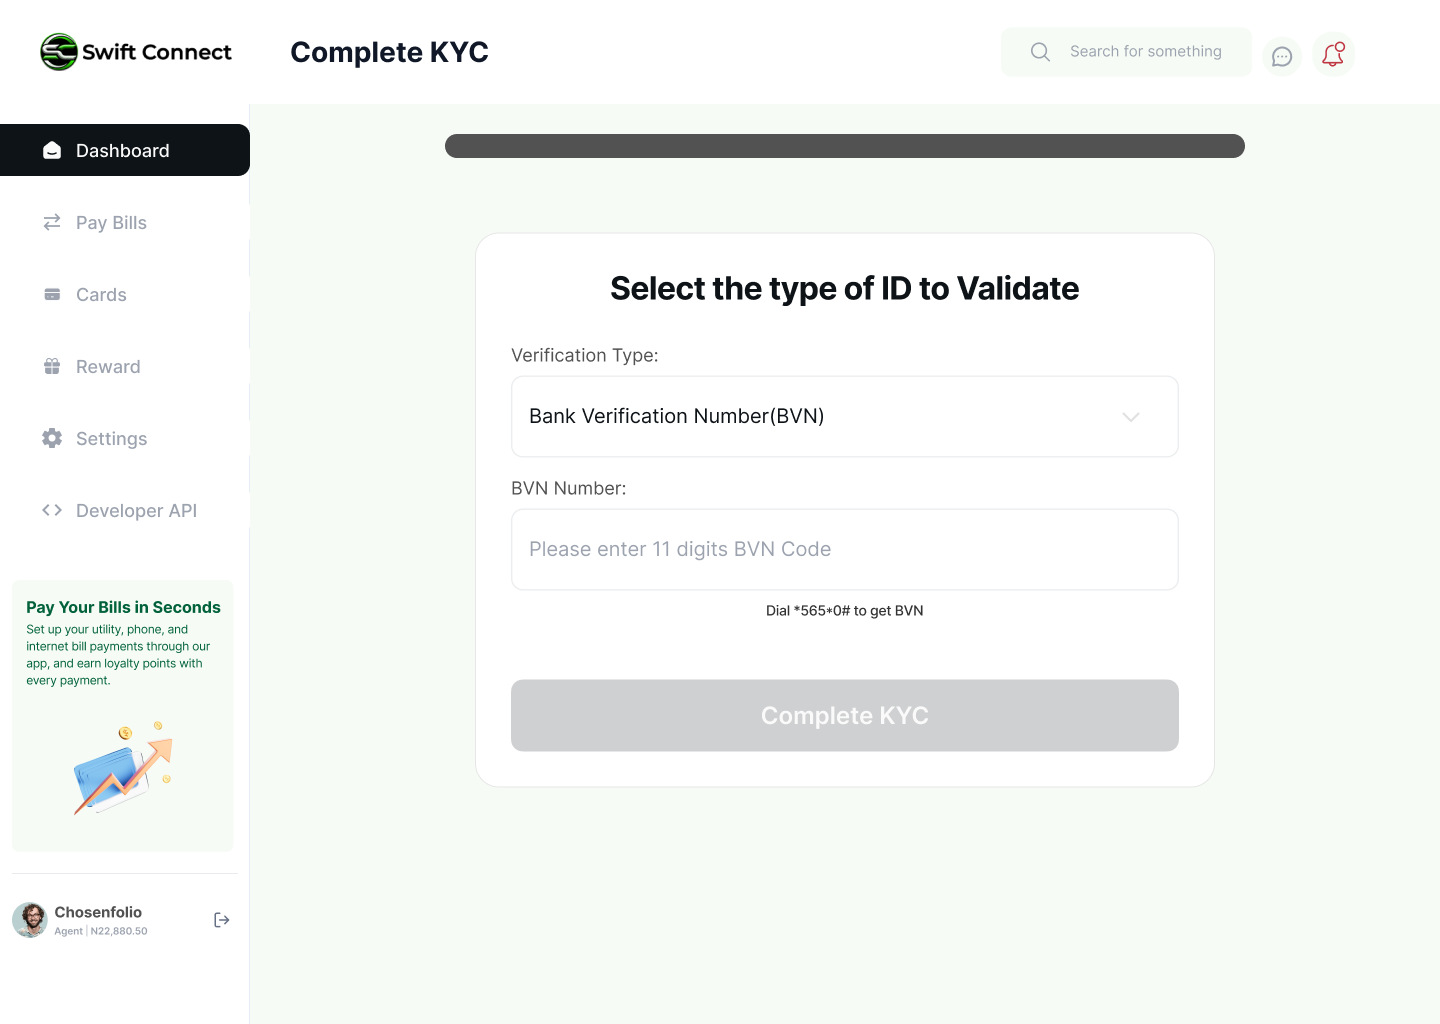 Swift Connect
Complete KYC
Search for something
Dashboard
Pay Bills
Cards
Reward
Settings
Developer API
Pay Your Bills in Seconds
Set up your utility, phone, and
internet bill payments through our
app, and earn loyalty points with
every payment.
Chosenfolio
Agent | N22,880.50
Select the type of ID to Validate
Verification Type:
Bank Verification Number(BVN)
BVN Number:
Please enter 11 digits BVN Code
Dial *565*0# to get BVN
Complete KYC